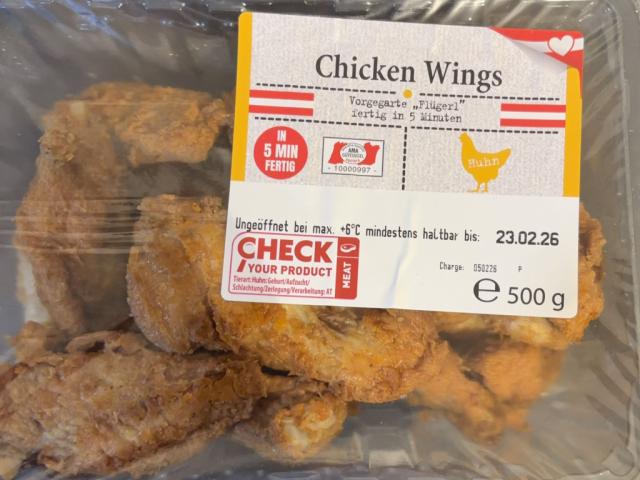 Chicken Wings
Vorgegarte „Flügerl"
fertig in 5 Minuten
IN
5 MIN
FERTIG
AMA
GÜTESIEGEL
- 10000997 -
Huhn
Ungeöffnet bei max. +6°C mindestens haltbar bis: 23.02.26
CHECK
YOUR PRODUCT
MEAT
Tierart:Huhn:Geburt/Aufzucht/
Schlachtung/Zerlegung/Verarbeitung: AT
Charge: 050226 P
e 500 g